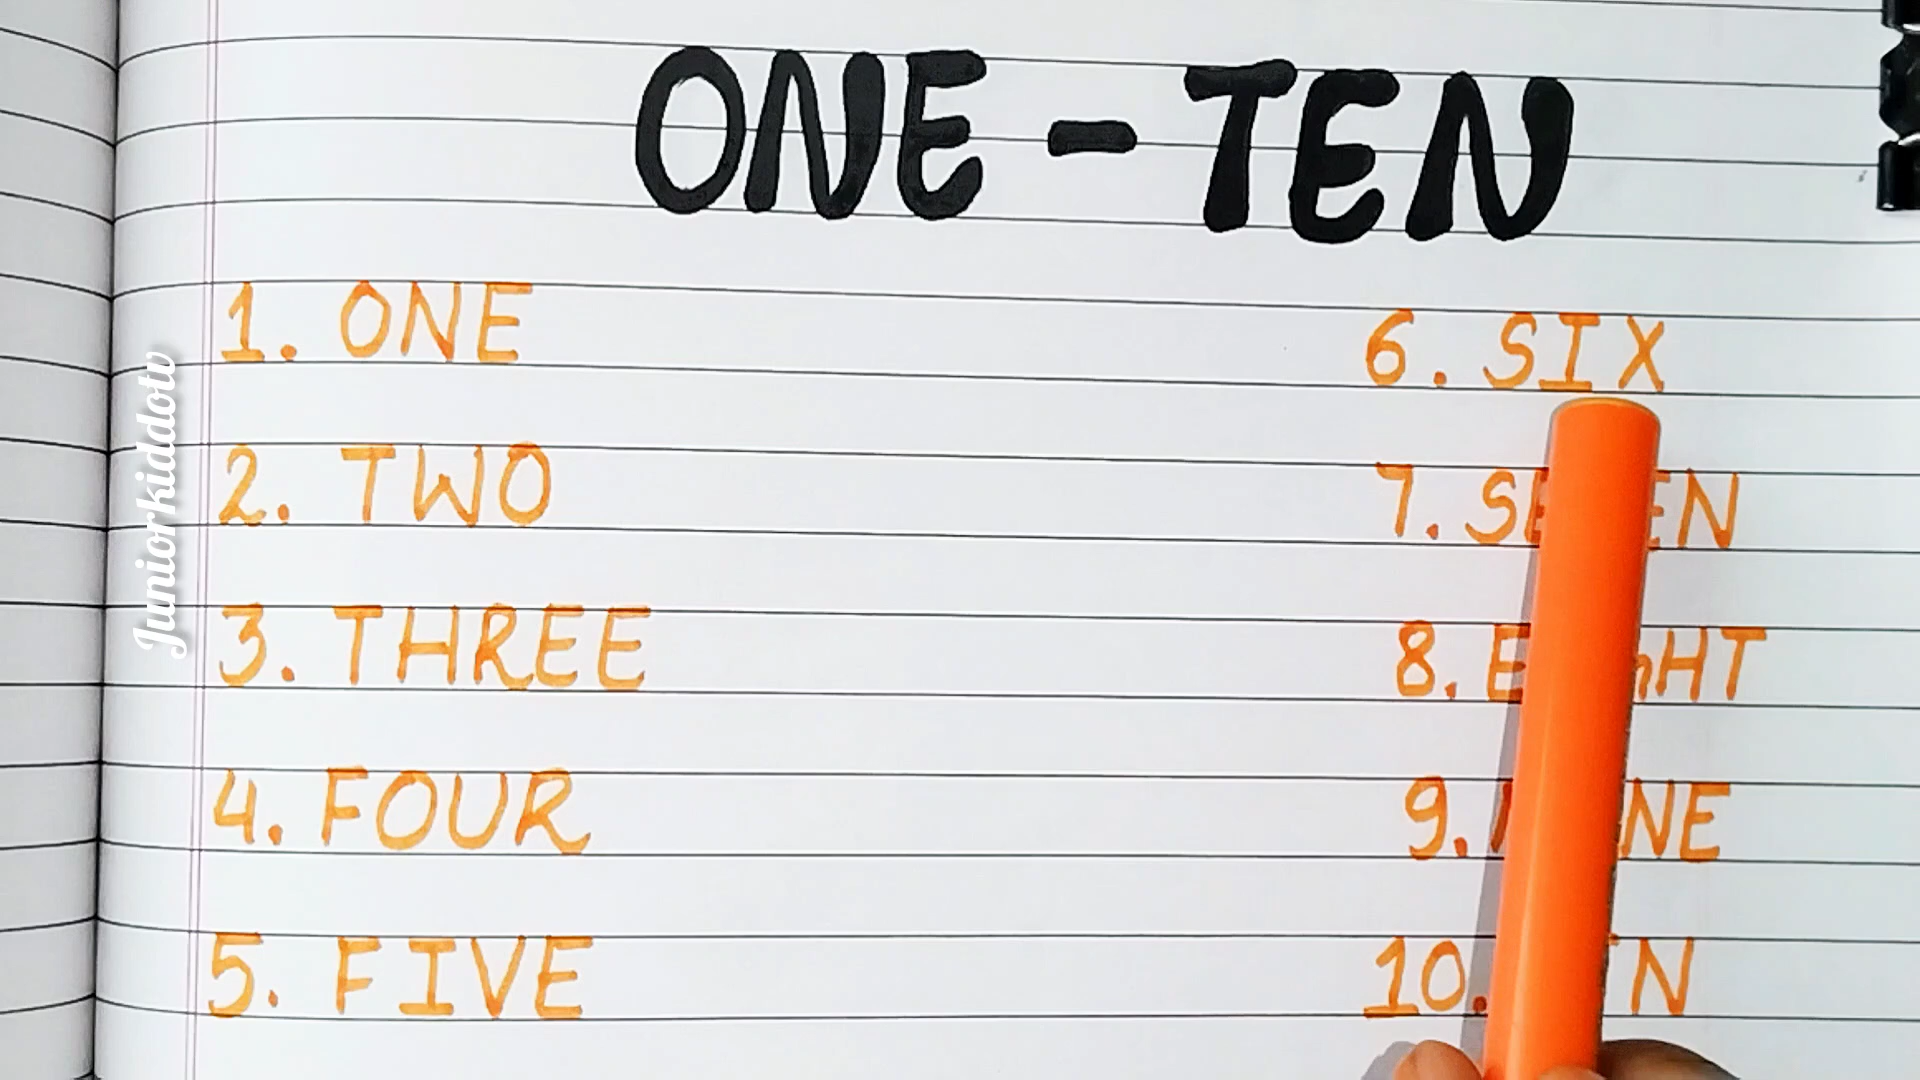 ONE - TEN
1. ONE
2. TWO
3. THREE
4. FOUR
5. FIVE
6. SIX
7.
8.
9.
10.
Juniorkiddotv